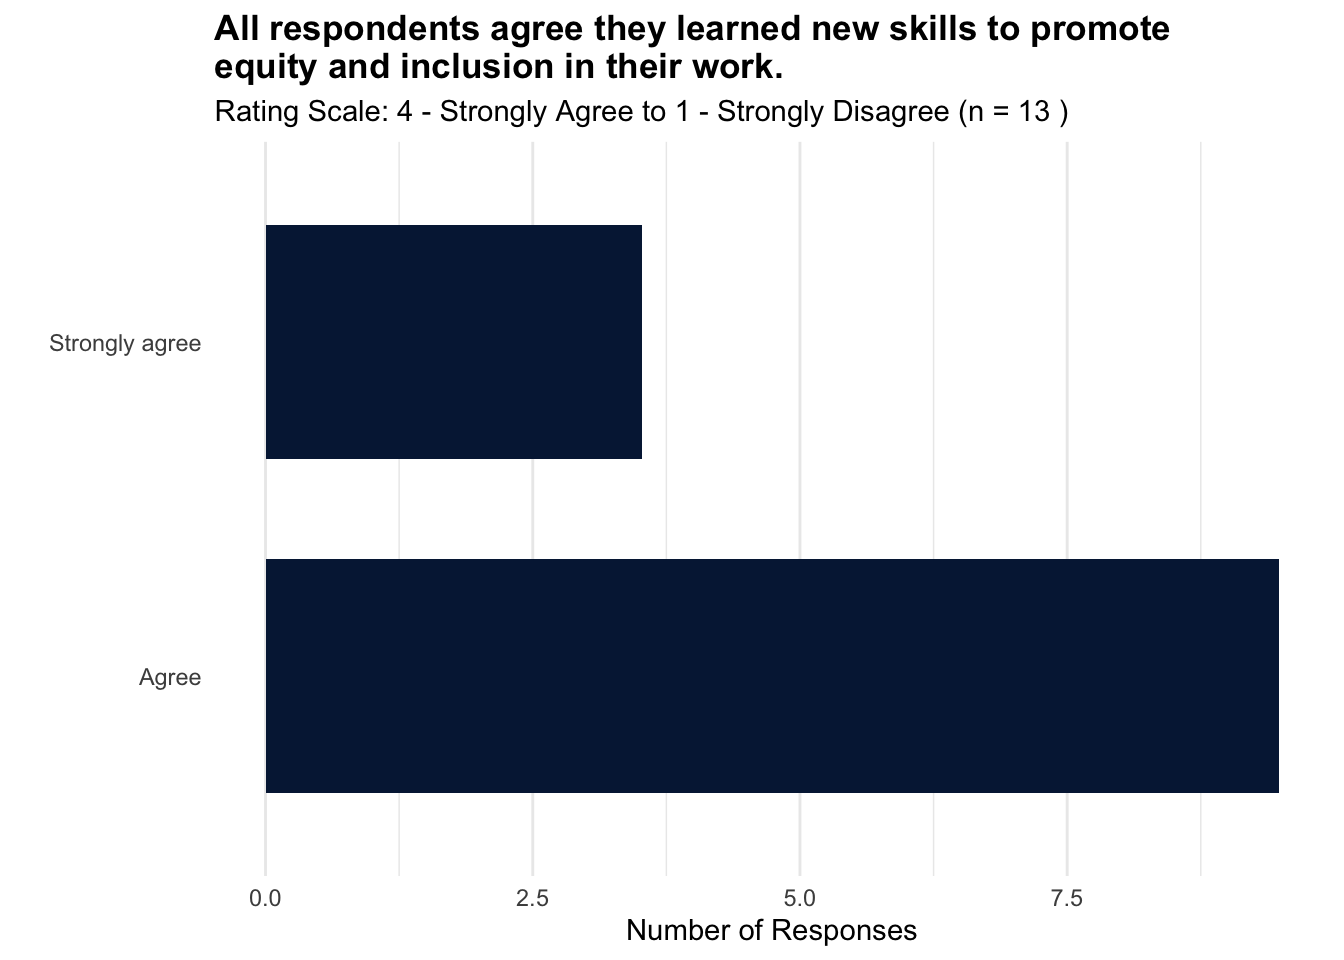 All respondents agree they learned new skills to promote
equity and inclusion in their work.
Rating Scale: 4 - Strongly Agree to 1 - Strongly Disagree (n = 13 )
Strongly agree
Agree
0.0 2.5 5.0 7.5
Number of Responses